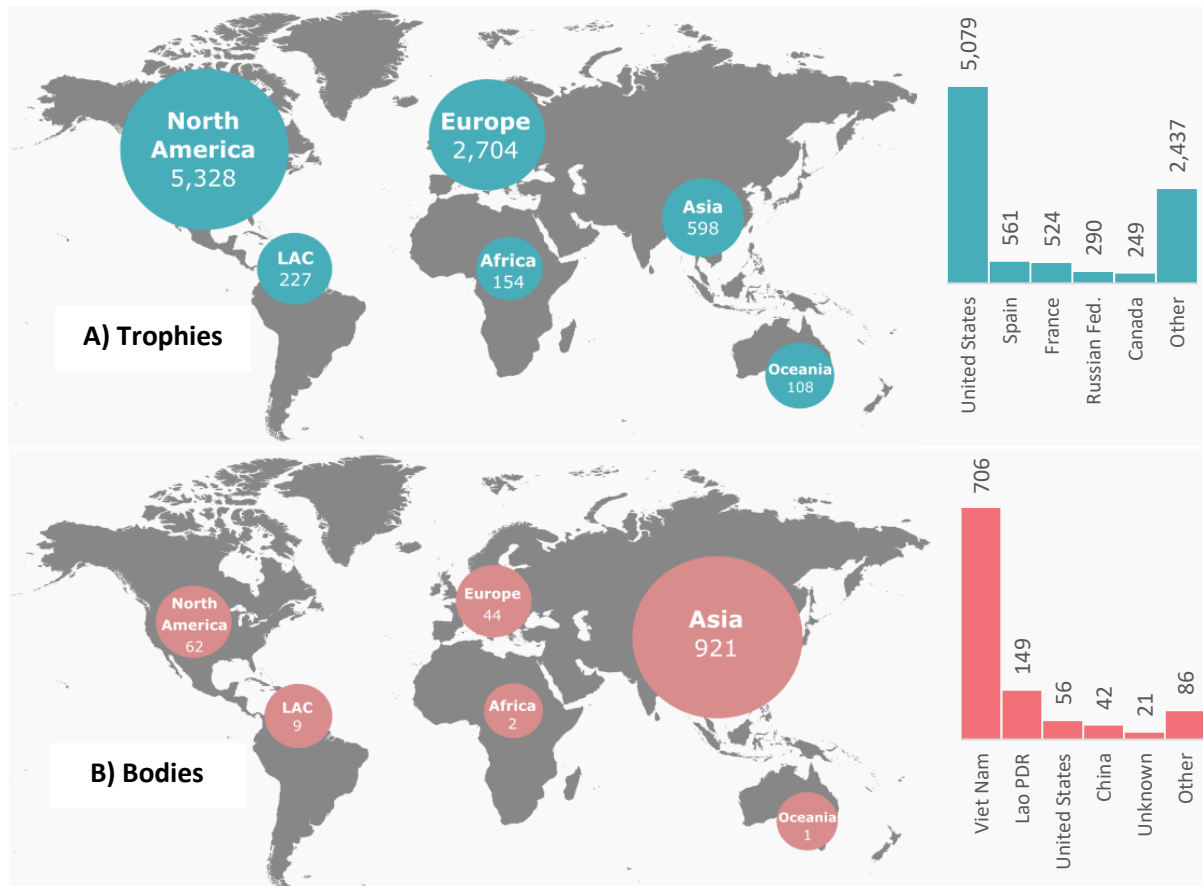 North
America
5,328
Europe
2,704
Asia
598
LAC
227
Africa
154
Oceania
108
A) Trophies
5,079
561
524
290
249
2,437
United States
Spain
France
Russian Fed.
Canada
Other
North
America
62
Europe
44
Asia
921
LAC
9
Africa
2
Oceania
1
B) Bodies
706
149
56
42
21
86
Viet Nam
Lao PDR
United States
China
Unknown
Other